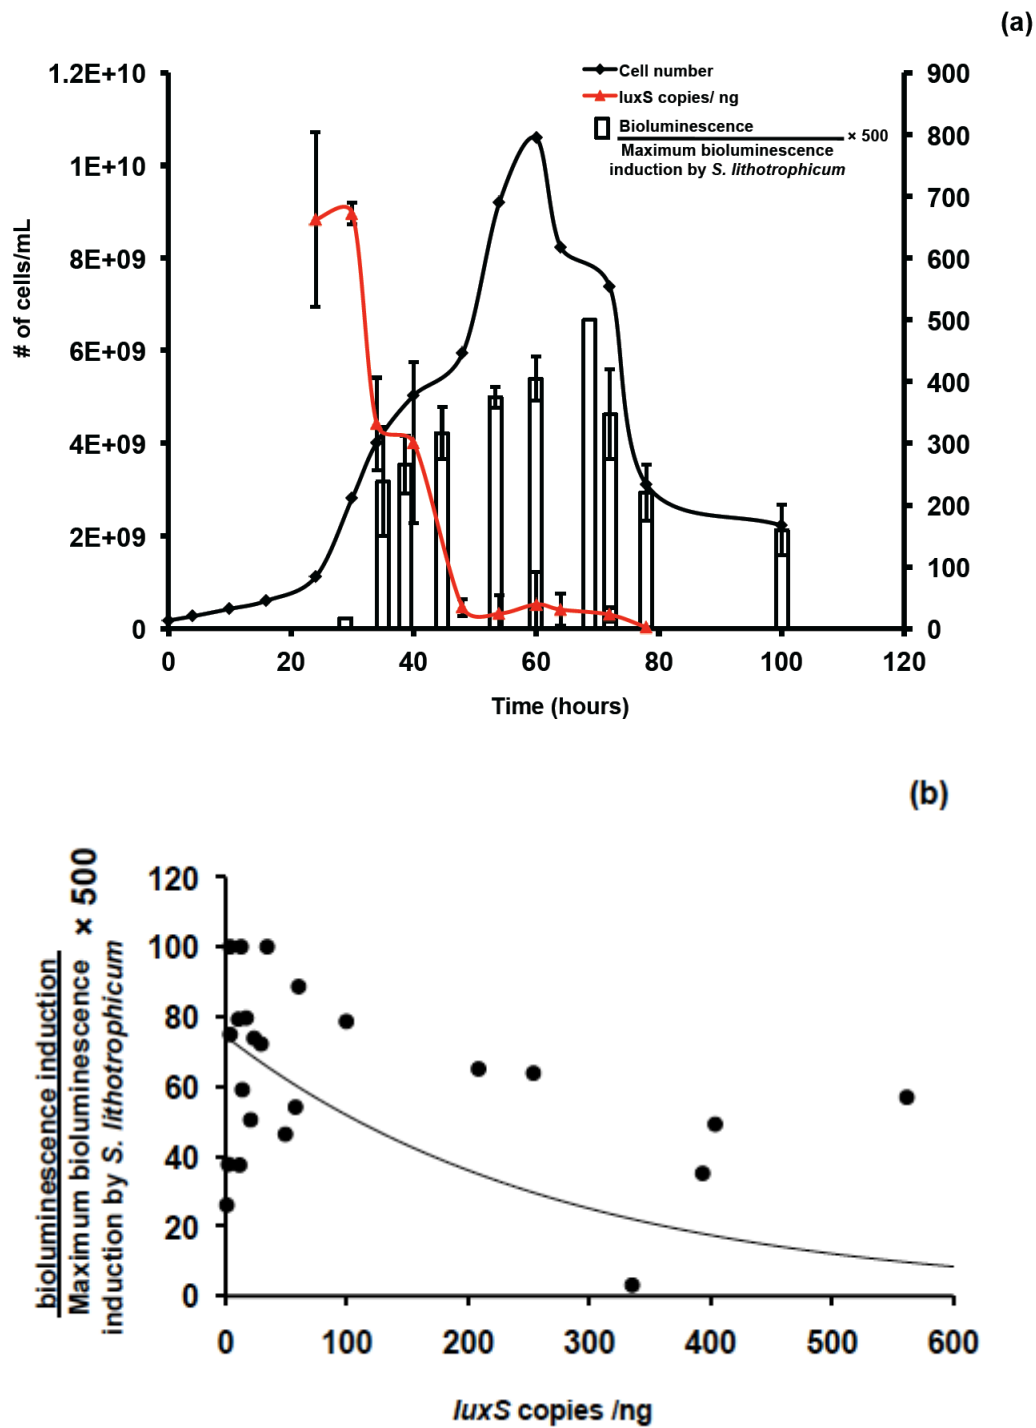 (a)
1.2E+10
1E+10
8E+09
6E+09
4E+09
2E+09
0
# of cells/mL
Cell number
luxS copies/ ng
Bioluminescence
Maximum bioluminescence
induction by S. lithotrophicum
× 500
900
800
700
600
500
400
300
200
100
0
0 20 40 60 80 100 120
Time (hours)
(b)
bioluminescence induction
Maximum bioluminescence
induction by S. lithotrophicum
× 500
120
100
80
60
40
20
0
0 100 200 300 400 500 600
luxS copies /ng